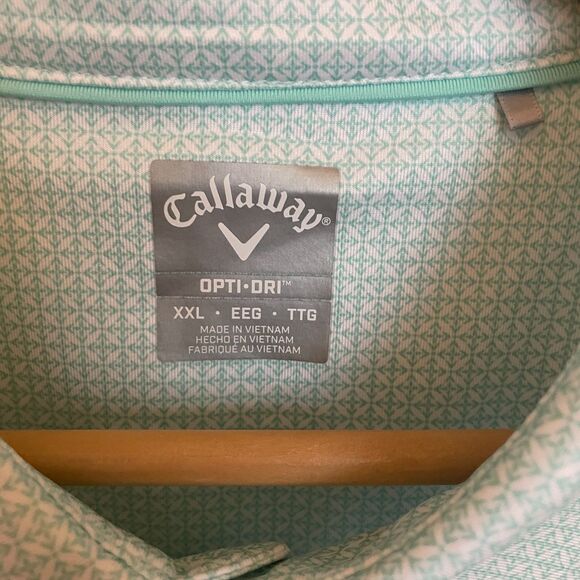 Callaway®
OPTI•DRI™
XXL • EEG • TTG
MADE IN VIETNAM
HECHO EN VIETNAM
FABRIQUÉ AU VIETNAM